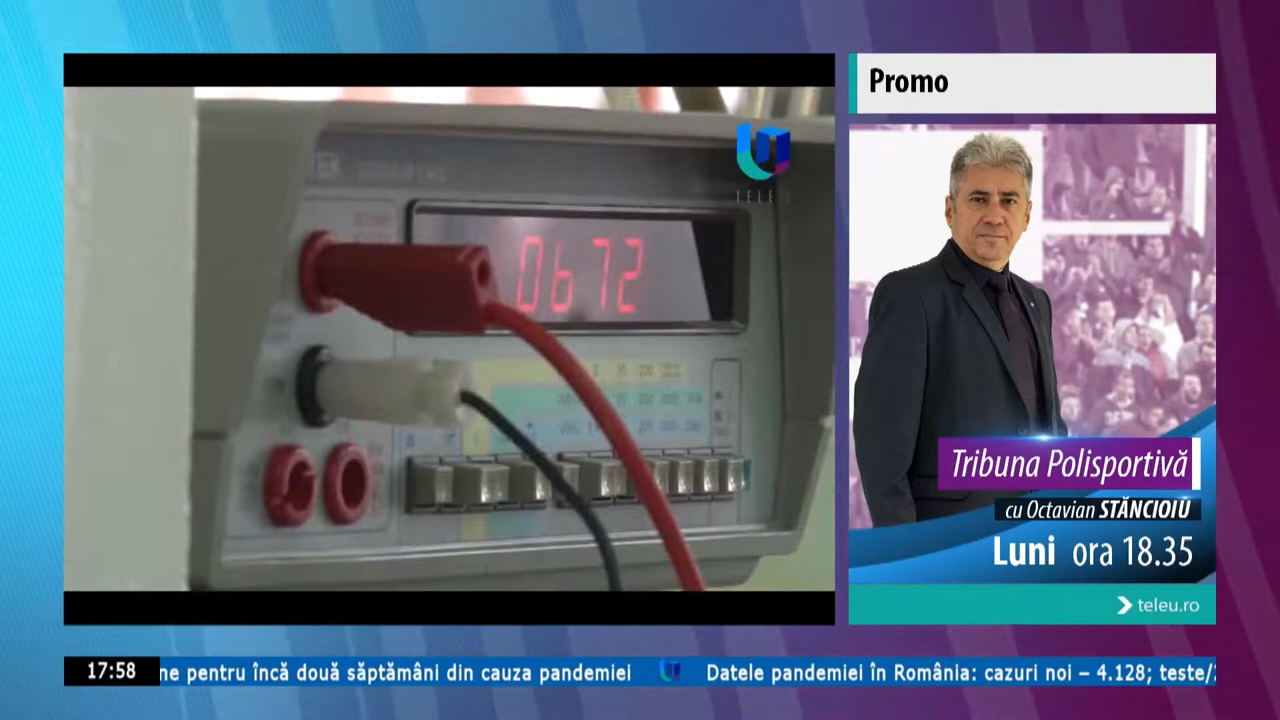 Promo
TELEU
0672
Tribuna Polisportivă
cu Octavian STĂNCIOIU
Luni ora 18.35
teleu.ro
17:58
ne pentru încă două săptămâni din cauza pandemiei
Datele pandemiei în România: cazuri noi – 4.128; teste/